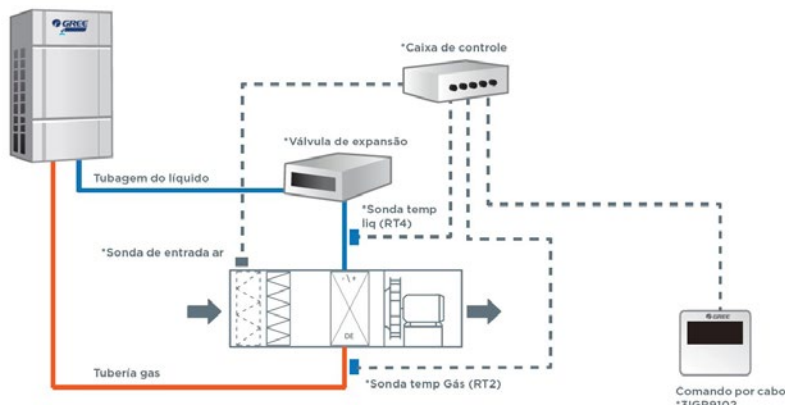 GREE
*Caixa de controle
*Válvula de expansão
Tubagem do líquido
*Sonda temp
liq (RT4)
*Sonda de entrada ar
- \ +
DE
GREE
Tubería gas
*Sonda temp Gás (RT2)
Comando por cabo
*3IGR9102